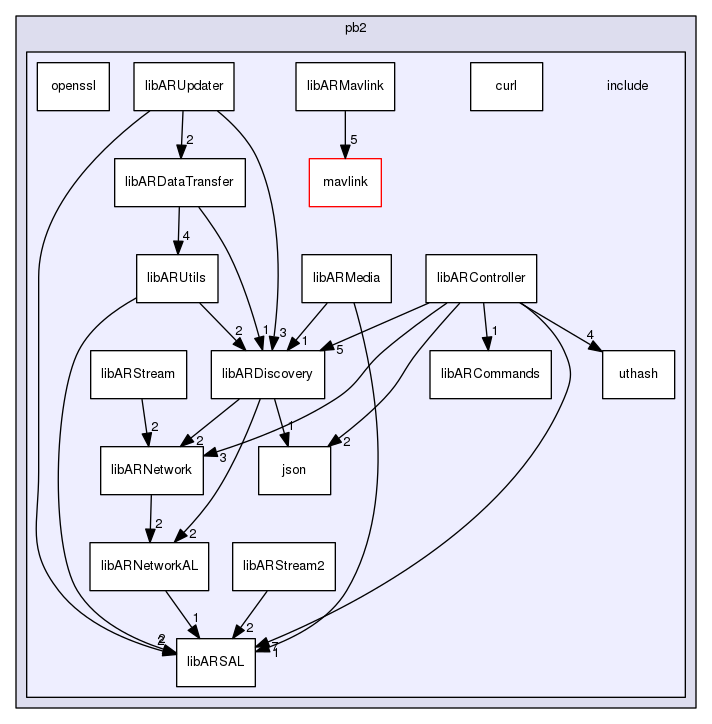 pb2
openssl
libARUpdater
libARMavlink
curl
include
2
5
libARDataTransfer
mavlink
4
libARUtils
libARMedia
libARController
2
1
3
1
5
1
4
libARStream
libARDiscovery
libARCommands
uthash
2
2
1
2
3
libARNetwork
json
2
2
libARNetworkAL
libARStream2
1
2
2
2
7
1
libARSAL